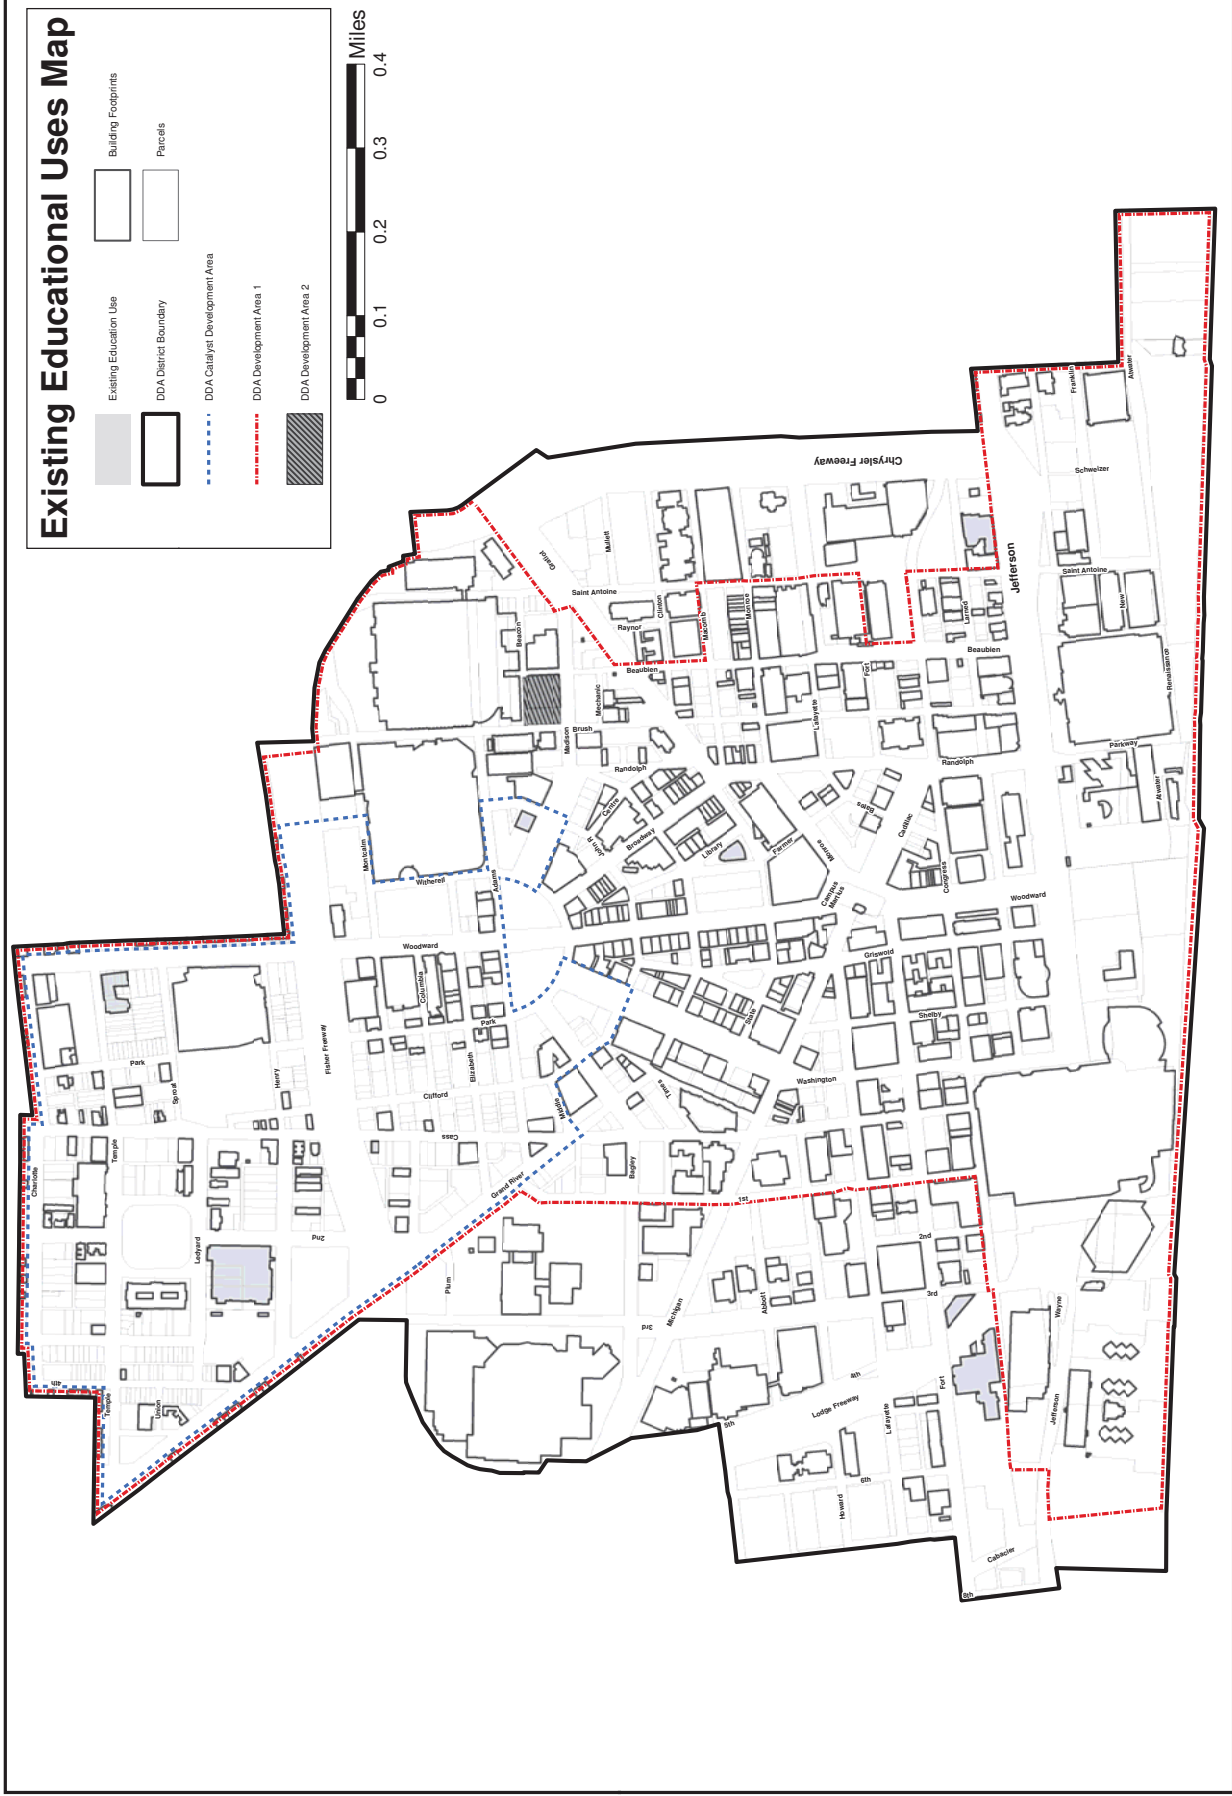 Existing Educational Uses Map
Existing Education Use
Building Footprints
DDA District Boundary
Parcels
DDA Catalyst Development Area
DDA Development Area 1
DDA Development Area 2
Miles
0
0.1
0.2
0.3
0.4
Chrysler Freeway
Gratiot
Mullett
Saint Antoine
Clinton
Raynor
Macomb
Monroe
Beacon
Beaubien
Mechanic
Madison
Brush
Randolph
Lafayette
Fort
Larned
Beaubien
Jefferson
Franklin
Atwater
Schweizer
Saint Antoine
New
Renaissance
Parkway
Atwater
Randolph
Bates
Cadillac
Congress
Monroe
Farmer
Library
Broadway
Centre
John R
Campus
Martius
Woodward
Griswold
Shelby
State
Washington
Times
Montcalm
Witherell
Adams
Woodward
Columbia
Park
Elizabeth
Clifford
Cass
Middle
Bagley
Grand River
Fisher Freeway
Henry
Sproat
Park
Temple
Charlotte
Ledyard
2nd
4th
Temple
Union
Plum
1st
Michigan
3rd
Abbott
2nd
3rd
4th
5th
Lodge Freeway
Lafayette
Fort
6th
Howard
Wayne
Jefferson
Cabacier
8th